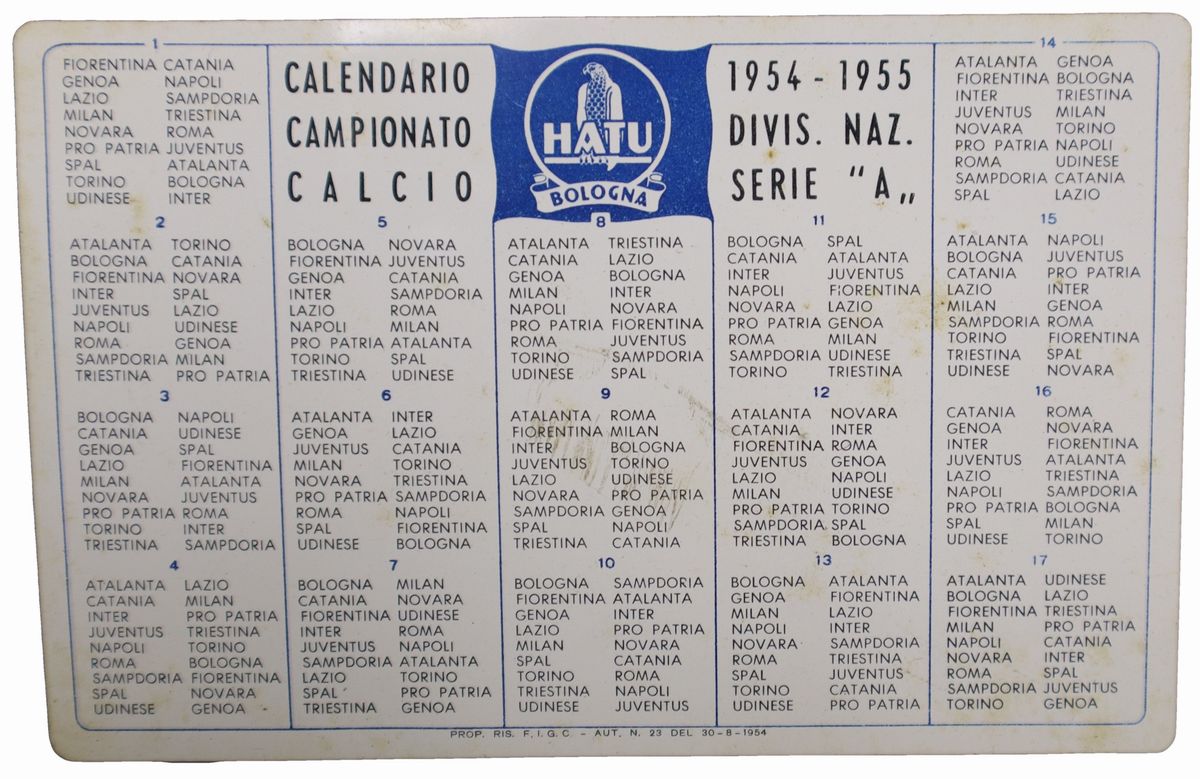 CALENDARIO
CAMPIONATO
CALCIO
HATU
BOLOGNA
1954 - 1955
DIVIS. NAZ.
SERIE "A„
1
FIORENTINA CATANIA
GENOA NAPOLI
LAZIO SAMPDORIA
MILAN TRIESTINA
NOVARA ROMA
PRO PATRIA JUVENTUS
SPAL ATALANTA
TORINO BOLOGNA
UDINESE INTER
2
ATALANTA TORINO
BOLOGNA CATANIA
FIORENTINA NOVARA
INTER SPAL
JUVENTUS LAZIO
NAPOLI UDINESE
ROMA GENOA
SAMPDORIA MILAN
TRIESTINA PRO PATRIA
3
BOLOGNA NAPOLI
CATANIA UDINESE
GENOA SPAL
LAZIO FIORENTINA
MILAN ATALANTA
NOVARA JUVENTUS
PRO PATRIA ROMA
TORINO INTER
TRIESTINA SAMPDORIA
4
ATALANTA LAZIO
CATANIA MILAN
INTER PRO PATRIA
JUVENTUS TRIESTINA
NAPOLI TORINO
ROMA BOLOGNA
SAMPDORIA FIORENTINA
SPAL NOVARA
UDINESE GENOA
5
BOLOGNA NOVARA
FIORENTINA JUVENTUS
GENOA CATANIA
INTER SAMPDORIA
LAZIO ROMA
NAPOLI MILAN
PRO PATRIA ATALANTA
TORINO SPAL
TRIESTINA UDINESE
6
ATALANTA INTER
GENOA LAZIO
JUVENTUS CATANIA
MILAN TORINO
NOVARA TRIESTINA
PRO PATRIA SAMPDORIA
ROMA NAPOLI
SPAL FIORENTINA
UDINESE BOLOGNA
7
BOLOGNA MILAN
CATANIA NOVARA
FIORENTINA UDINESE
INTER ROMA
JUVENTUS NAPOLI
SAMPDORIA ATALANTA
LAZIO TORINO
SPAL PRO PATRIA
TRIESTINA GENOA
8
ATALANTA TRIESTINA
CATANIA LAZIO
GENOA BOLOGNA
MILAN INTER
NAPOLI NOVARA
PRO PATRIA FIORENTINA
ROMA JUVENTUS
TORINO SAMPDORIA
UDINESE SPAL
9
ATALANTA ROMA
FIORENTINA MILAN
INTER BOLOGNA
JUVENTUS TORINO
LAZIO UDINESE
NOVARA PRO PATRIA
SAMPDORIA GENOA
SPAL NAPOLI
TRIESTINA CATANIA
10
BOLOGNA SAMPDORIA
FIORENTINA ATALANTA
GENOA INTER
LAZIO PRO PATRIA
MILAN NOVARA
SPAL CATANIA
TORINO ROMA
TRIESTINA NAPOLI
UDINESE JUVENTUS
11
BOLOGNA SPAL
CATANIA ATALANTA
INTER JUVENTUS
NAPOLI FIORENTINA
NOVARA LAZIO
PRO PATRIA GENOA
ROMA MILAN
SAMPDORIA UDINESE
TORINO TRIESTINA
12
ATALANTA NOVARA
CATANIA INTER
FIORENTINA ROMA
JUVENTUS GENOA
LAZIO NAPOLI
MILAN UDINESE
PRO PATRIA TORINO
SAMPDORIA SPAL
TRIESTINA BOLOGNA
13
BOLOGNA ATALANTA
GENOA FIORENTINA
MILAN LAZIO
NAPOLI INTER
NOVARA SAMPDORIA
ROMA TRIESTINA
SPAL JUVENTUS
TORINO CATANIA
UDINESE PRO PATRIA
14
ATALANTA GENOA
FIORENTINA BOLOGNA
INTER TRIESTINA
JUVENTUS MILAN
NOVARA TORINO
PRO PATRIA NAPOLI
ROMA UDINESE
SAMPDORIA CATANIA
SPAL LAZIO
15
ATALANTA NAPOLI
BOLOGNA JUVENTUS
CATANIA PRO PATRIA
LAZIO INTER
MILAN GENOA
SAMPDORIA ROMA
TORINO FIORENTINA
TRIESTINA SPAL
UDINESE NOVARA
16
CATANIA ROMA
GENOA NOVARA
INTER FIORENTINA
JUVENTUS ATALANTA
LAZIO TRIESTINA
NAPOLI SAMPDORIA
PRO PATRIA BOLOGNA
SPAL MILAN
UDINESE TORINO
17
ATALANTA UDINESE
BOLOGNA LAZIO
FIORENTINA TRIESTINA
MILAN PRO PATRIA
NAPOLI CATANIA
NOVARA INTER
ROMA SPAL
SAMPDORIA JUVENTUS
TORINO GENOA
PROP. RIS. F.I.G.C - AUT. N. 23 DEL 30-8-1954